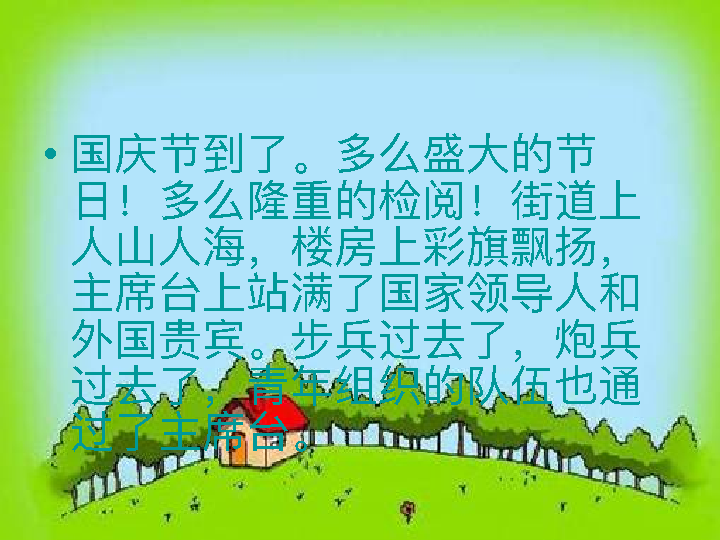 • 国庆节到了。多么盛大的节
日！多么隆重的检阅！街道上
人山人海，楼房上彩旗飘扬，
主席台上站满了国家领导人和
外国贵宾。步兵过去了，炮兵
过去了，青年组织的队伍也通
过了主席台。